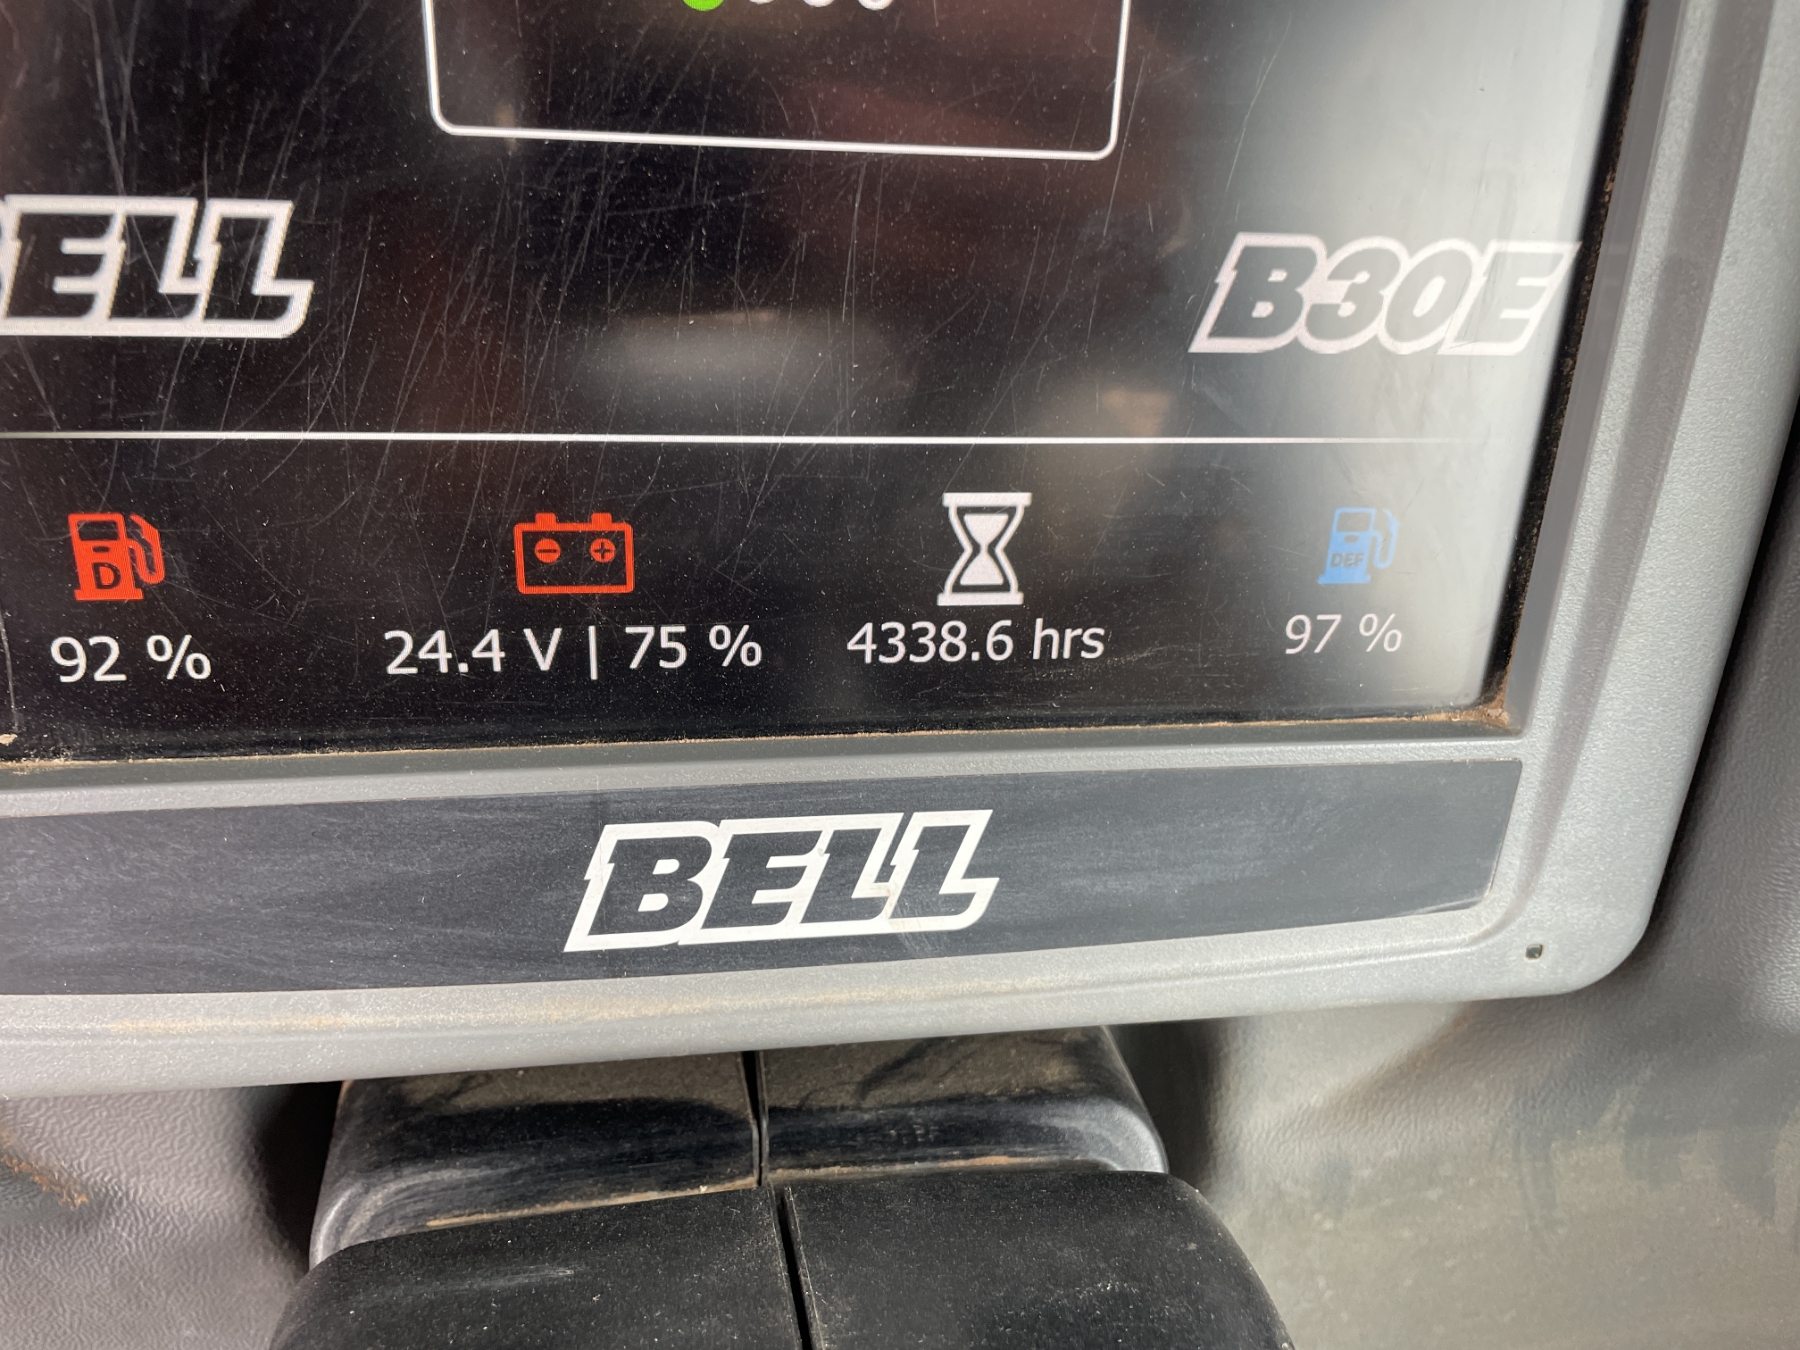 BELL
B30E
D
DEF
92 %
24.4 V | 75 %
4338.6 hrs
97 %
BELL